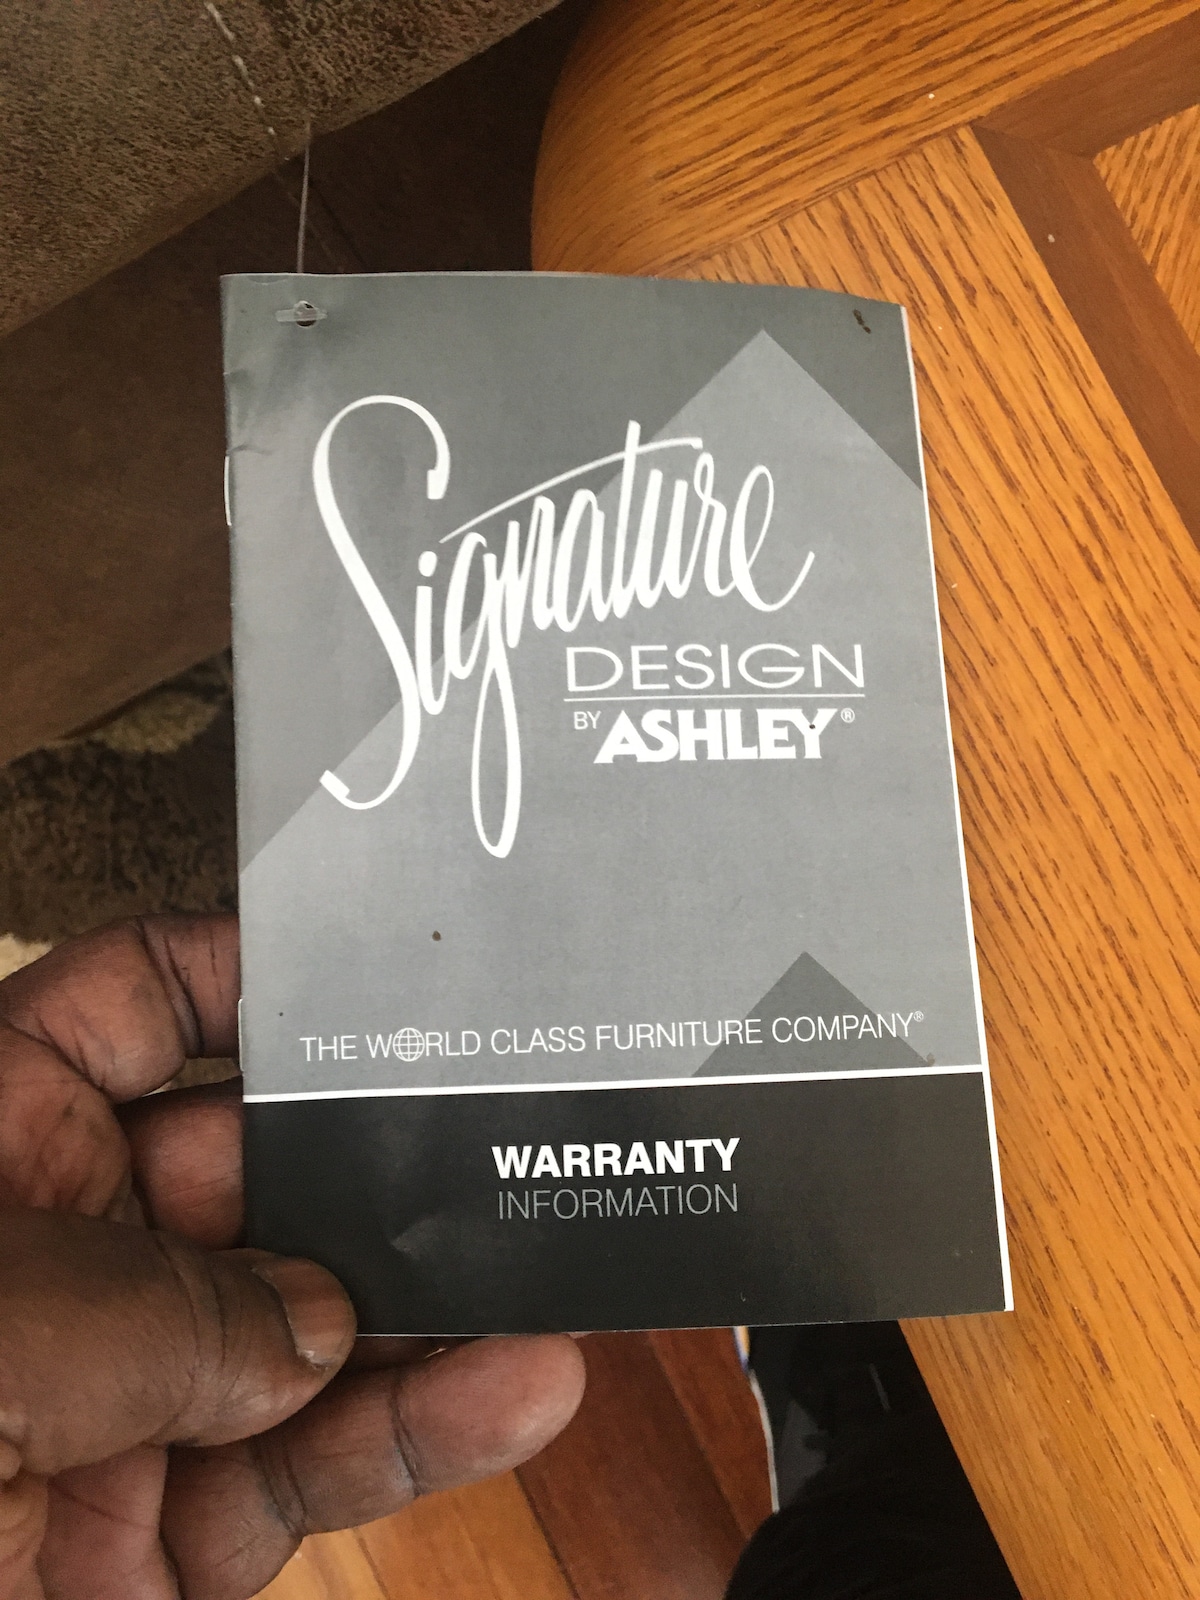 Signature
DESIGN
BY ASHLEY®
THE WORLD CLASS FURNITURE COMPANY®
WARRANTY
INFORMATION